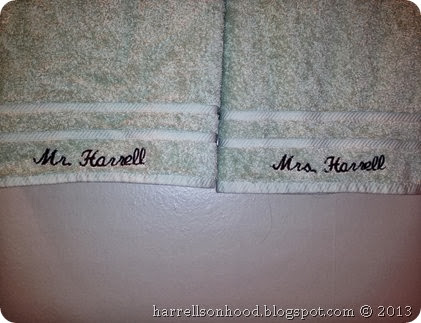 Mr. Harrell
Mrs. Harrell
harrellsonhood.blogspot.com © 2013